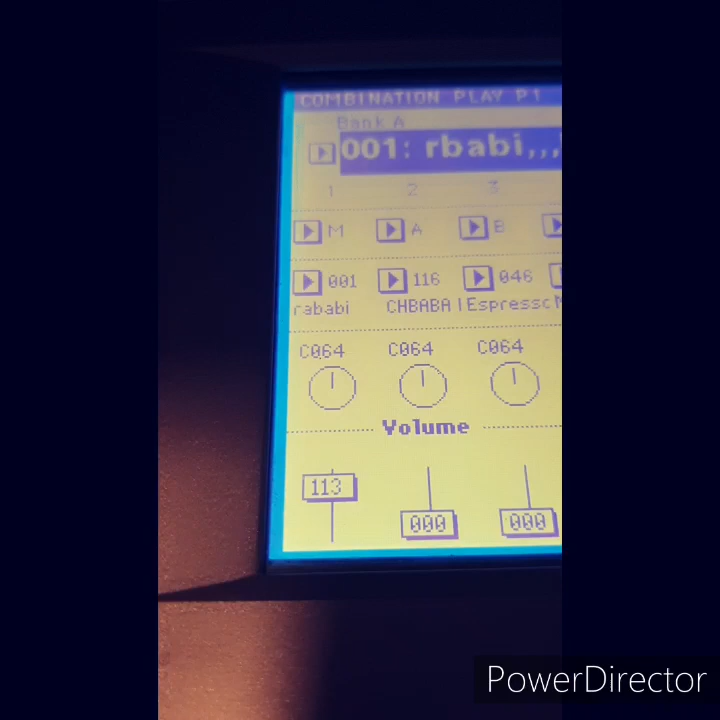 COMBINATION PLAY P1
Bank A
001: rbabi,,,
1 2 3
M A B
001 116 046
rababi CHBABA Espresso
C064 C064 C064
Volume
113 000 000
PowerDirector